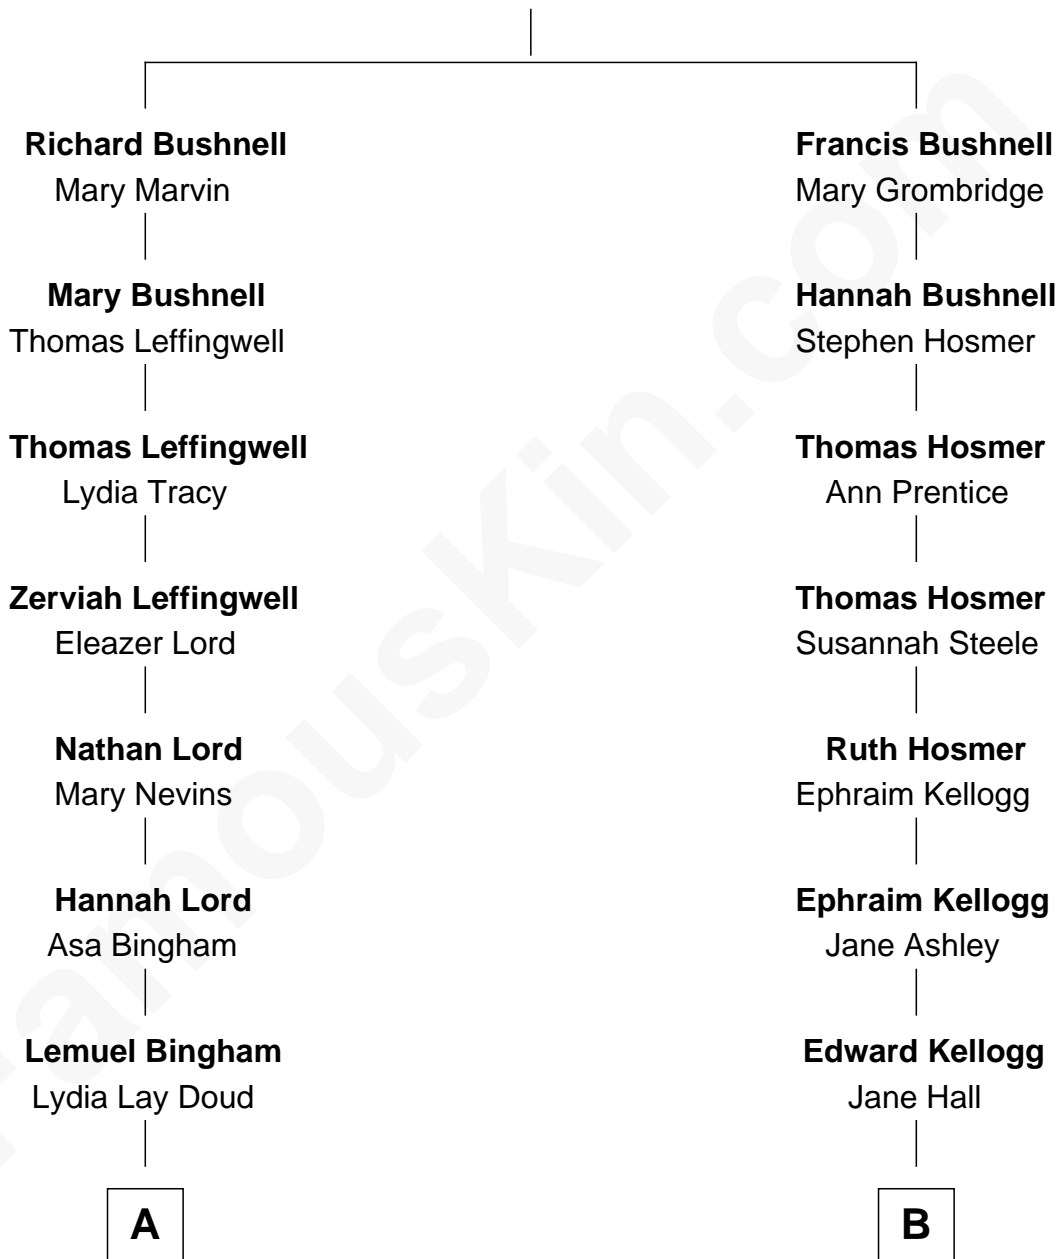 Richard Bushnell
Mary Marvin
Mary Bushnell
Thomas Leffingwell
Thomas Leffingwell
Lydia Tracy
Zerviah Leffingwell
Eleazer Lord
Nathan Lord
Mary Nevins
Hannah Lord
Asa Bingham
Lemuel Bingham
Lydia Lay Doud
A
Francis Bushnell
Mary Grombridge
Hannah Bushnell
Stephen Hosmer
Thomas Hosmer
Ann Prentice
Thomas Hosmer
Susannah Steele
Ruth Hosmer
Ephraim Kellogg
Ephraim Kellogg
Jane Ashley
Edward Kellogg
Jane Hall
B
FamousKin.com